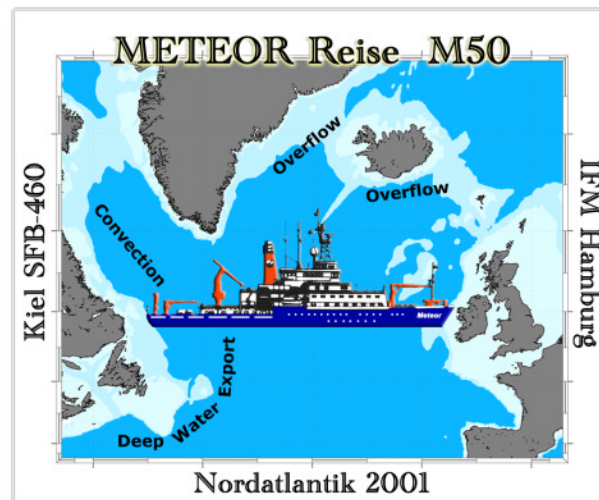 METEOR Reise M50
Overflow
Overflow
Convection
Kiel SFB-460
IFM Hamburg
Meteor
Deep Water Export
Nordatlantik 2001